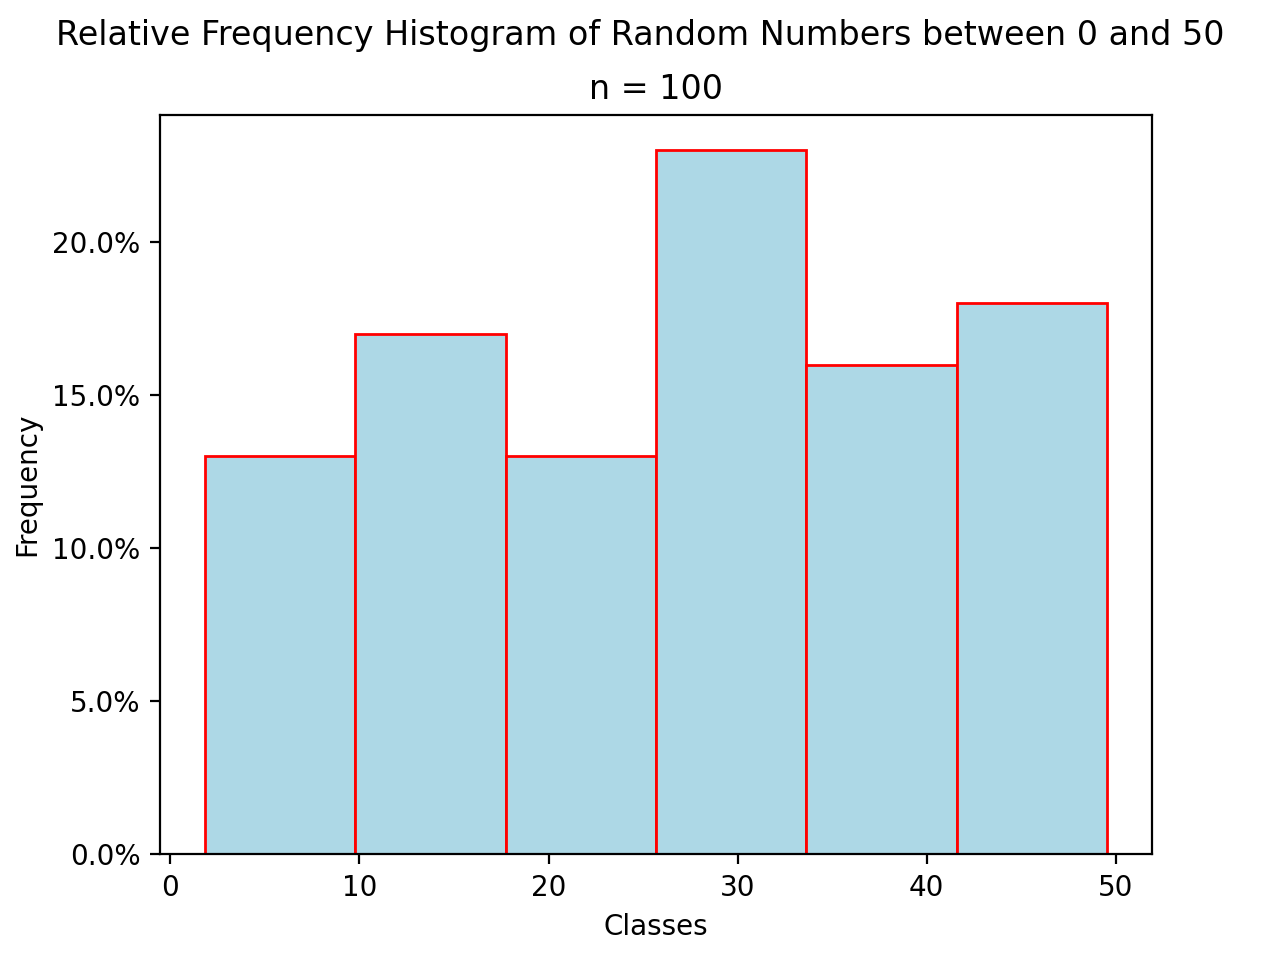 Relative Frequency Histogram of Random Numbers between 0 and 50
n = 100
20.0%
15.0%
10.0%
5.0%
0.0%
Frequency
0 10 20 30 40 50
Classes